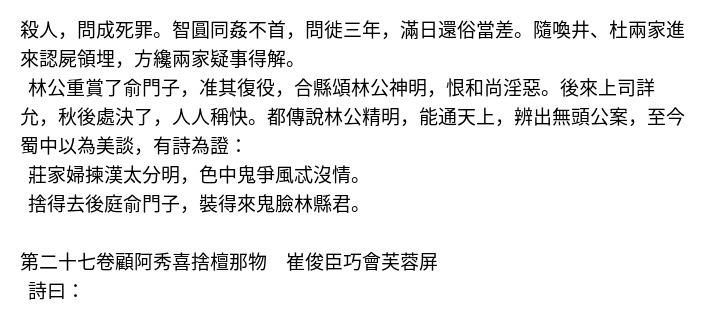 殺人，問成死罪。智圓同姦不首，問徙三年，滿日還俗當差。隨喚井、杜兩家進
來認屍領埋，方纔兩家疑事得解。
林公重賞了俞門子，准其復役，合縣頌林公神明，恨和尚淫惡。後來上司詳
允，秋後處決了，人人稱快。都傳說林公精明，能通天上，辨出無頭公案，至今
蜀中以為美談，有詩為證：
莊家婦揀漢太分明，色中鬼爭風忒沒情。
捨得去後庭俞門子，裝得來鬼臉林縣君。
第二十七卷顧阿秀喜捨檀那物　崔俊臣巧會芙蓉屏
詩曰：